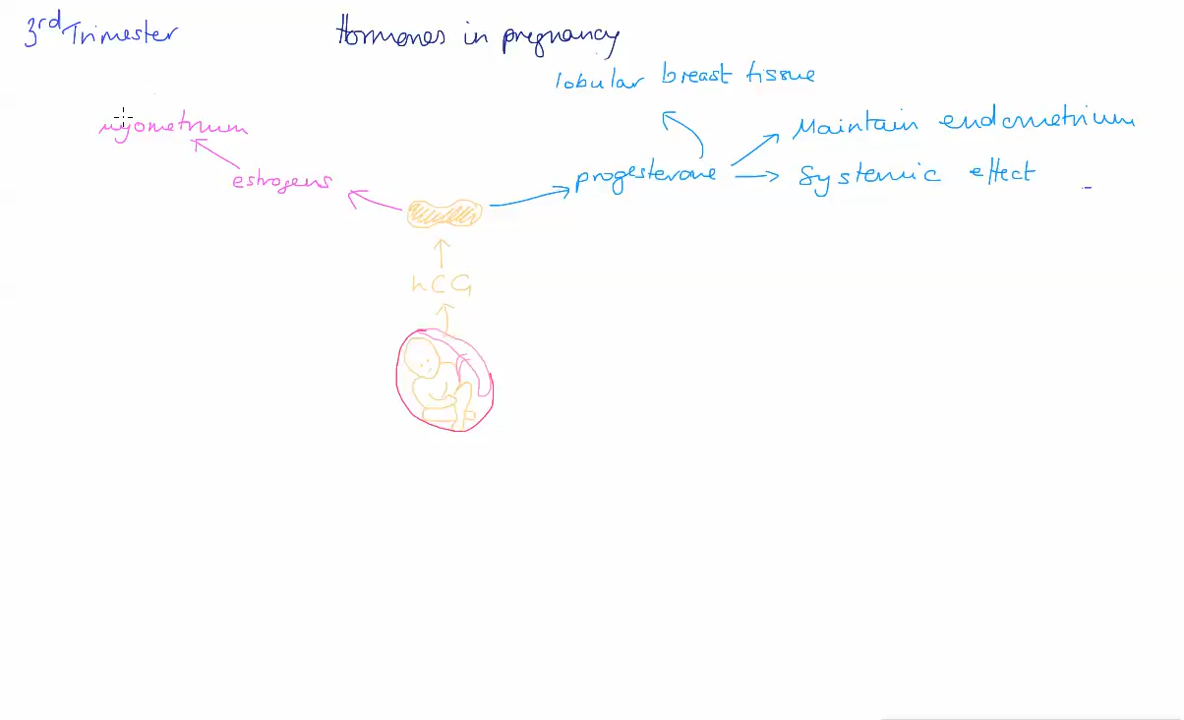 3rd Trimester
Hormones in pregnancy
lobular breast tissue
myometrium
Maintain endometrium
estrogens
progesterone
Systemic effect
hCG